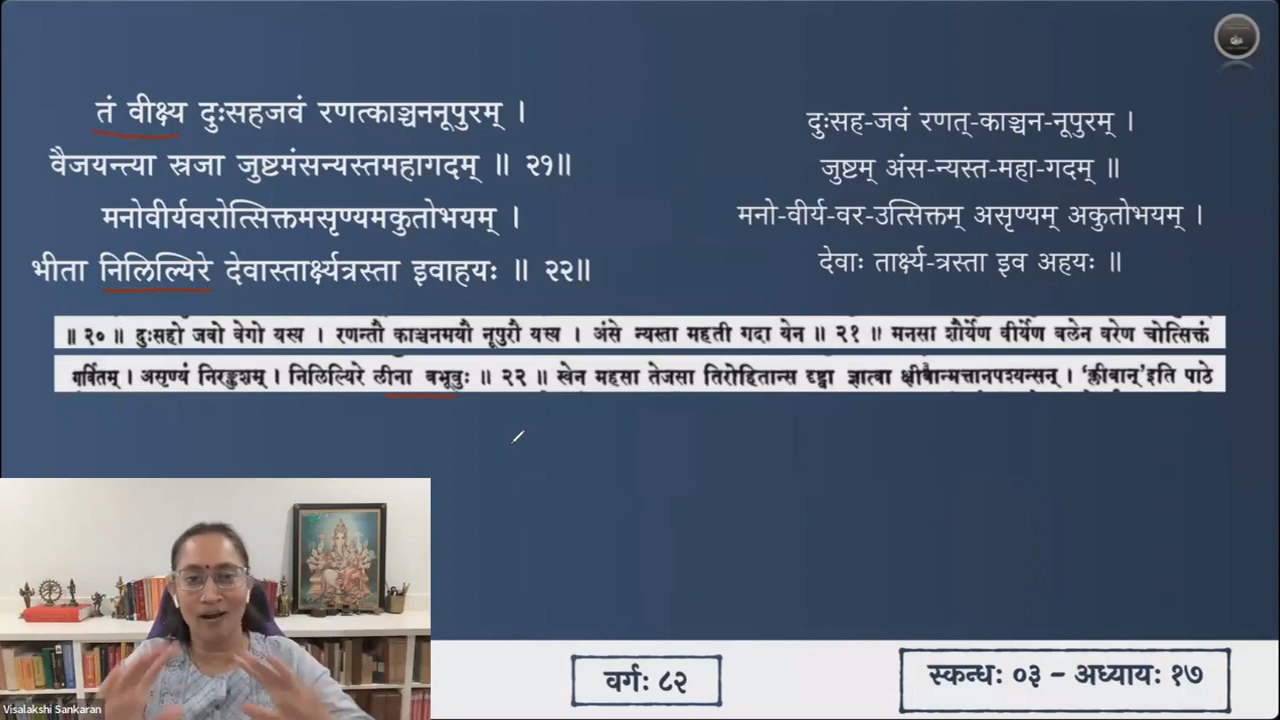 तं वीक्ष्य दुःसहजवं रणत्काञ्चननूपुरम् ।
वैजयन्त्या स्रजा जुष्टमंसन्यस्तमहागदम् ॥ २१॥
मनोवीर्यवरोत्सिक्तमसृण्यमकुतोभयम् ।
भीता निलिल्यिरे देवास्तार्क्ष्यत्रस्ता इवाहयः ॥ २२॥
दुःसह-जवं रणत्-काञ्चन-नूपुरम् ।
जुष्टम् अंस-न्यस्त-महा-गदम् ॥
मनो-वीर्य-वर-उत्सिक्तम् असृण्यम् अकुतोभयम् ।
देवाः तार्क्ष्य-त्रस्ता इव अहयः ॥
॥ २० ॥ दुःसहो जवो वेगो यस्य । रणन्तौ काञ्चनमयौ नूपुरौ यस्य । अंसे न्यस्ता महती गदा येन ॥ २१ ॥ मनसा शौर्येण वीर्येण बलेन वरेण चोत्सिक्तं
गर्वितम् । असृण्यं निरङ्कुशम् । निलिल्यिरे लीना बभूवुः ॥ २२ ॥ स्वेन महसा तेजसा तिरोहितान्स दृष्ट्वा ज्ञात्वा क्षीबान्मत्तानपश्यन्सन् । ‘क्लीबान्’इति पाठे
Visalakshi Sankaran
वर्गः ८२
स्कन्धः ०३ – अध्यायः १७